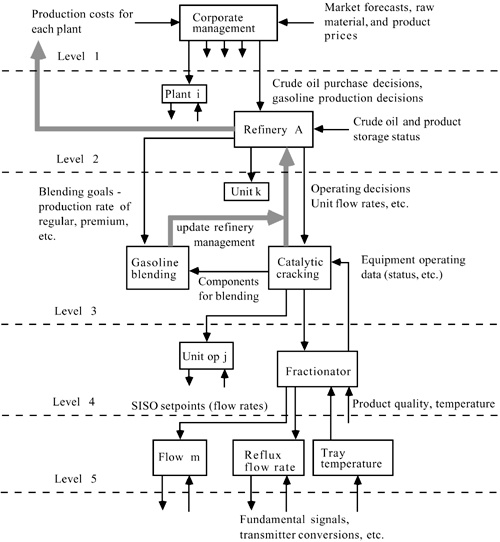 Production costs for
each plant
Corporate
management
Market forecasts, raw
material, and product
prices
Level 1
Plant i
Crude oil purchase decisions,
gasoline production decisions
Refinery A
Crude oil and product
storage status
Level 2
Unit k
Blending goals -
production rate of
regular, premium,
etc.
Operating decisions
Unit flow rates, etc.
update refinery
management
Gasoline
blending
Catalytic
cracking
Components
for blending
Equipment operating
data (status, etc.)
Level 3
Unit op j
Fractionator
Level 4
SISO setpoints (flow rates)
Product quality, temperature
Flow m
Reflux
flow rate
Tray
temperature
Level 5
Fundamental signals,
transmitter conversions, etc.